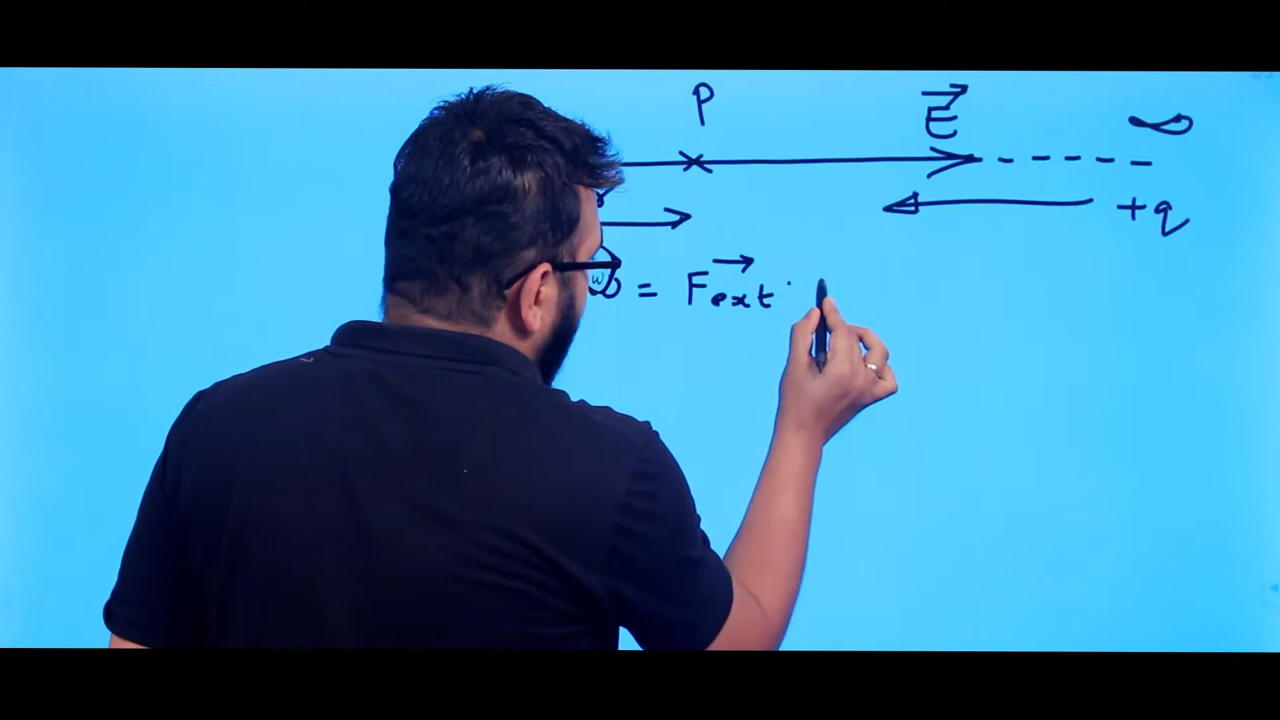 P E ∞
+q
w = Fext ·